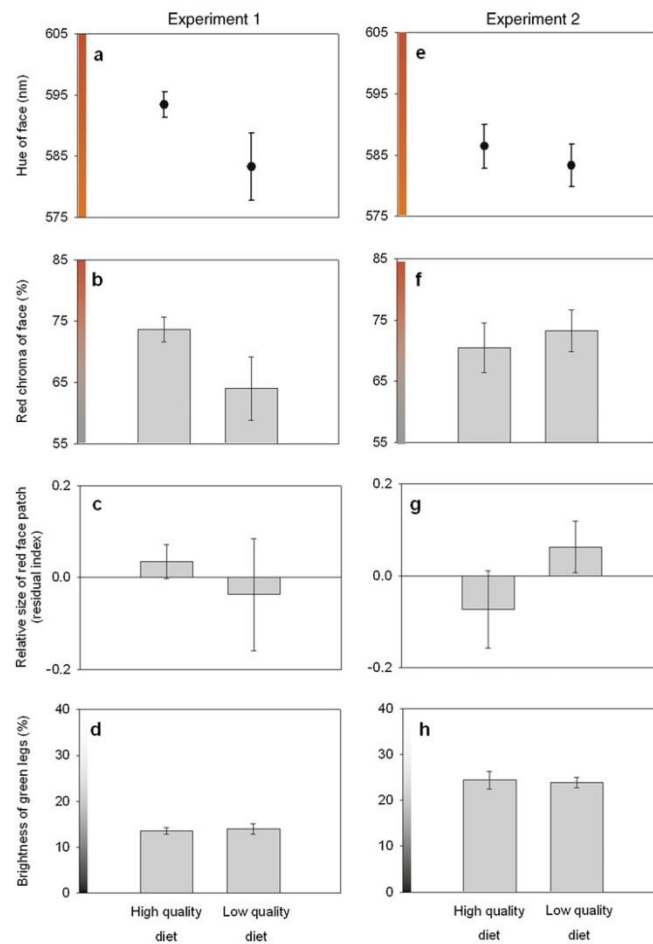 Experiment 1
Experiment 2
Hue of face (nm)
605
595
585
575
a
605
595
585
575
e
Red chroma of face (%)
85
75
65
55
b
85
75
65
55
f
Relative size of red face patch
(residual index)
0.2
0.0
-0.2
c
0.2
0.0
-0.2
g
Brightness of green legs (%)
40
30
20
10
0
d
40
30
20
10
0
h
High quality
diet
Low quality
diet
High quality
diet
Low quality
diet